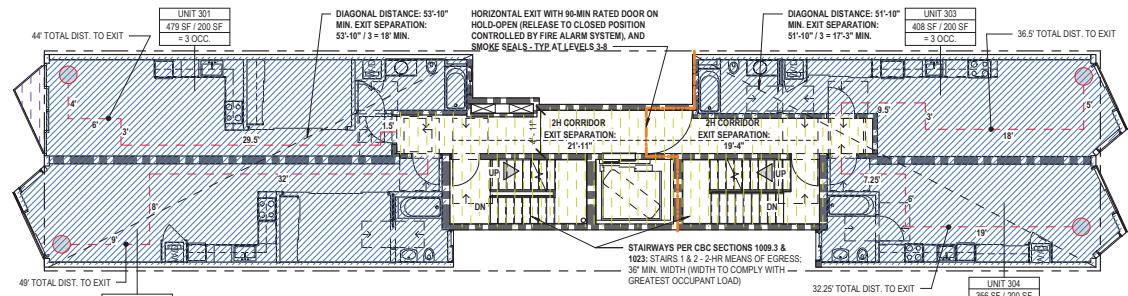 UNIT 301
479 SF / 200 SF
= 3 OCC.
44' TOTAL DIST. TO EXIT
DIAGONAL DISTANCE: 53'-10"
MIN. EXIT SEPARATION:
53'-10" / 3 = 18' MIN.
HORIZONTAL EXIT WITH 90-MIN RATED DOOR ON
HOLD-OPEN (RELEASE TO CLOSED POSITION
CONTROLLED BY FIRE ALARM SYSTEM), AND
SMOKE SEALS - TYP AT LEVELS 3-8
DIAGONAL DISTANCE: 51'-10"
MIN. EXIT SEPARATION:
51'-10" / 3 = 17'-3" MIN.
UNIT 303
408 SF / 200 SF
= 3 OCC.
36.5' TOTAL DIST. TO EXIT
4'
6'
3'
29.5'
1.5'
2H CORRIDOR
EXIT SEPARATION:
21'-11"
2H CORRIDOR
EXIT SEPARATION:
19'-4"
9.5'
3'
18'
5'
32'
8'
9'
UP
DN
UP
DN
7.25'
6'
19'
STAIRWAYS PER CBC SECTIONS 1009.3 &
1023: STAIRS 1 & 2 - 2-HR MEANS OF EGRESS;
36" MIN. WIDTH (WIDTH TO COMPLY WITH
GREATEST OCCUPANT LOAD)
49' TOTAL DIST. TO EXIT
32.25' TOTAL DIST. TO EXIT
UNIT 304
356 SF / 200 SF